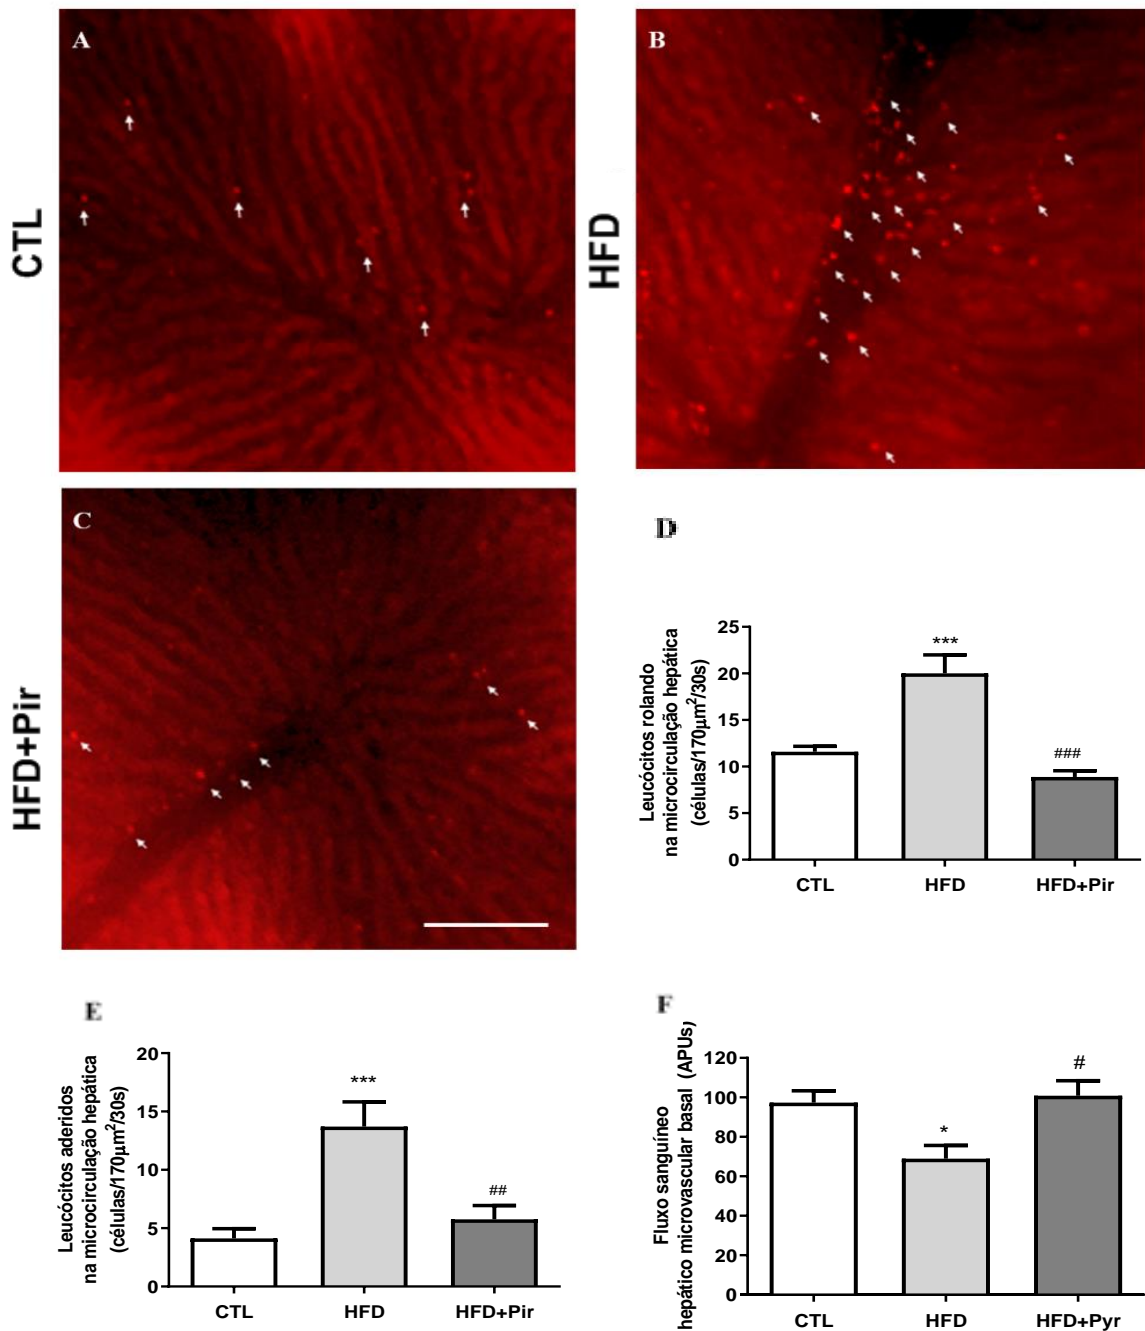 A
B
CTL
HFD
C
D
HFD+Pir
Leucócitos rolando
na microcirculação hepática
(células/170µm²/30s)
25
20
15
10
5
0
***
###
CTL
HFD
HFD+Pir
E
Leucócitos aderidos
na microcirculação hepática
(células/170µm²/30s)
20
15
10
5
0
***
##
CTL
HFD
HFD+Pir
F
Fluxo sanguíneo
hepático microvascular basal (APUs)
120
100
80
60
40
20
0
*
#
CTL
HFD
HFD+Pyr